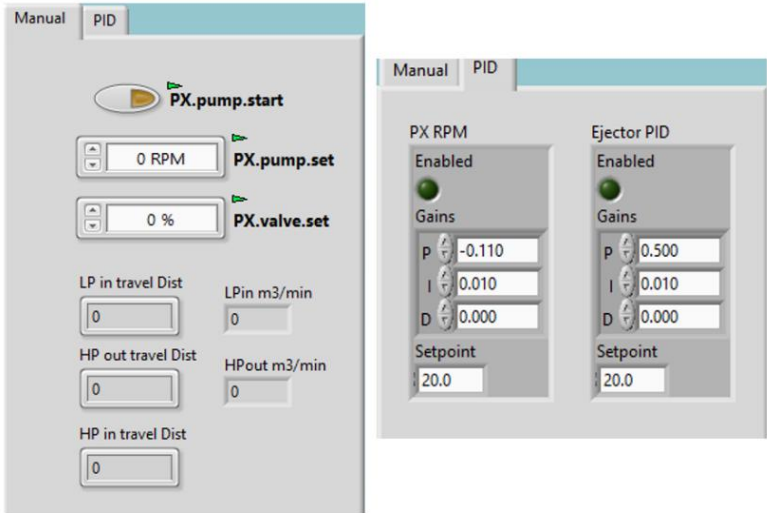 Manual PID
PX.pump.start
0 RPM PX.pump.set
0 % PX.valve.set
LP in travel Dist
0
LPin m3/min
0
HP out travel Dist
0
HPout m3/min
0
HP in travel Dist
0
Manual PID
PX RPM
Enabled
Gains
P -0.110
I 0.010
D 0.000
Setpoint
20.0
Ejector PID
Enabled
Gains
P 0.500
I 0.010
D 0.000
Setpoint
20.0